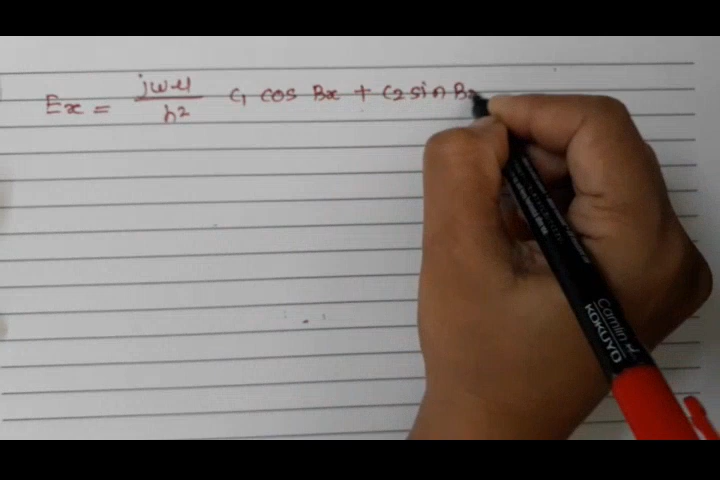 Ex = jωμ/h² C1 cos Bx + C2 sin Bx
Camlin
KOKUYO